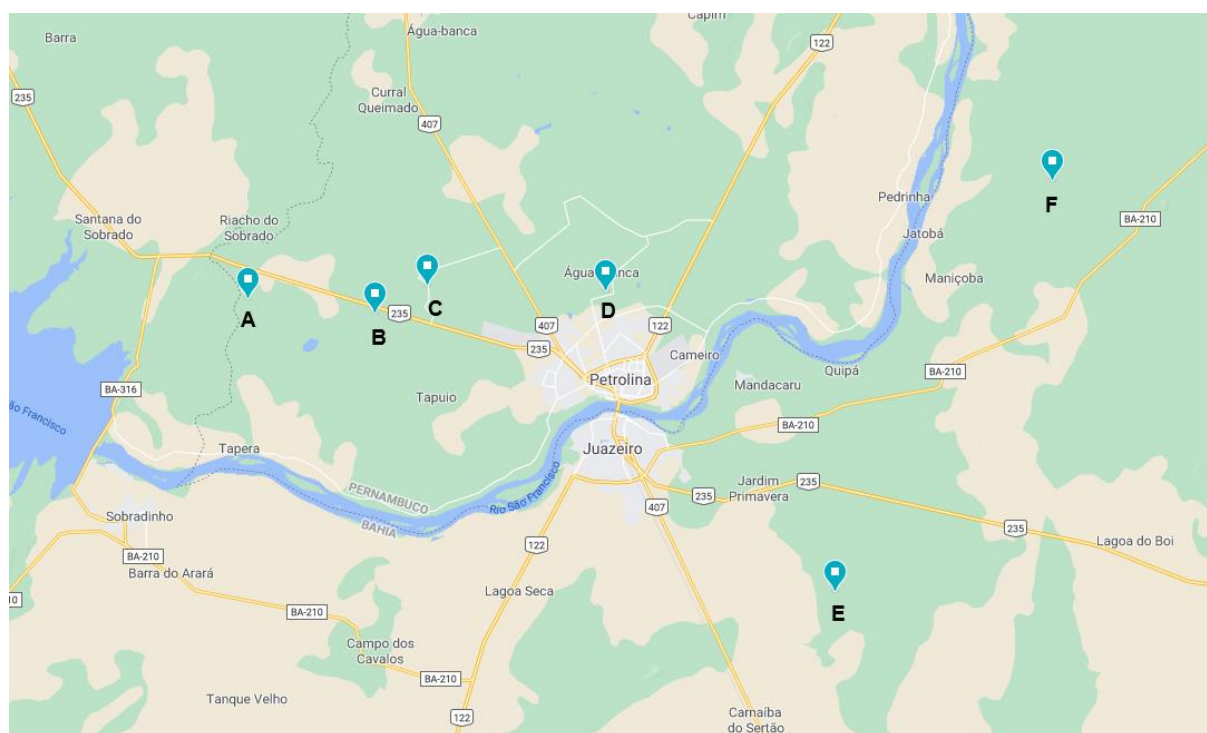 Capim
Barra
Água-banca
122
235
Curral
Queimado
407
F
BA-210
Pedrinha
Santana do
Sobrado
Riacho do
Sobrado
Jatobá
Maniçoba
A
B
C
235
D
407
122
235
Cameiro
Petrolina
Quipá
BA-210
Mandacaru
BA-316
Tapuio
São Francisco
BA-210
Tapera
Juazeiro
Rio São Francisco
PERNAMBUCO
BAHIA
Jardim
Primavera
235
235
407
Sobradinho
235
Lagoa do Boi
122
BA-210
Barra do Arará
Lagoa Seca
10
BA-210
E
Campo dos
Cavalos
BA-210
Tanque Velho
122
Carnaíba
do Sertão